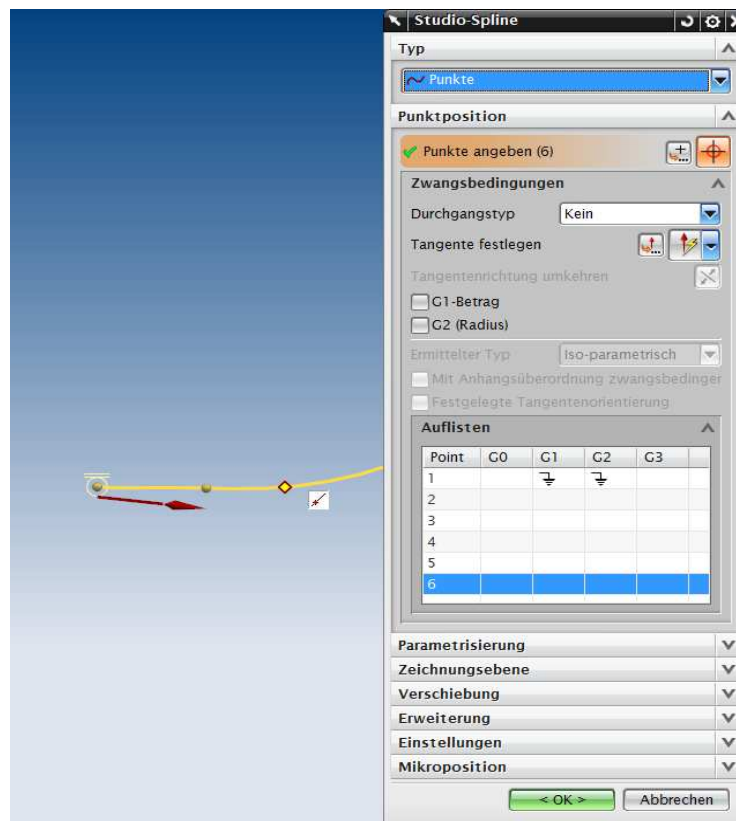 Studio-Spline
Typ
Punkte
Punktposition
Punkte angeben (6)
Zwangsbedingungen
Durchgangstyp Kein
Tangente festlegen
Tangentenrichtung umkehren
G1-Betrag
G2 (Radius)
Ermittelter Typ Iso-parametrisch
Mit Anhangsüberordnung zwangsbedinger
Festgelegte Tangentenorientierung
Auflisten
Point G0 G1 G2 G3
1
2
3
4
5
6
Parametrisierung
Zeichnungsebene
Verschiebung
Erweiterung
Einstellungen
Mikroposition
< OK > Abbrechen